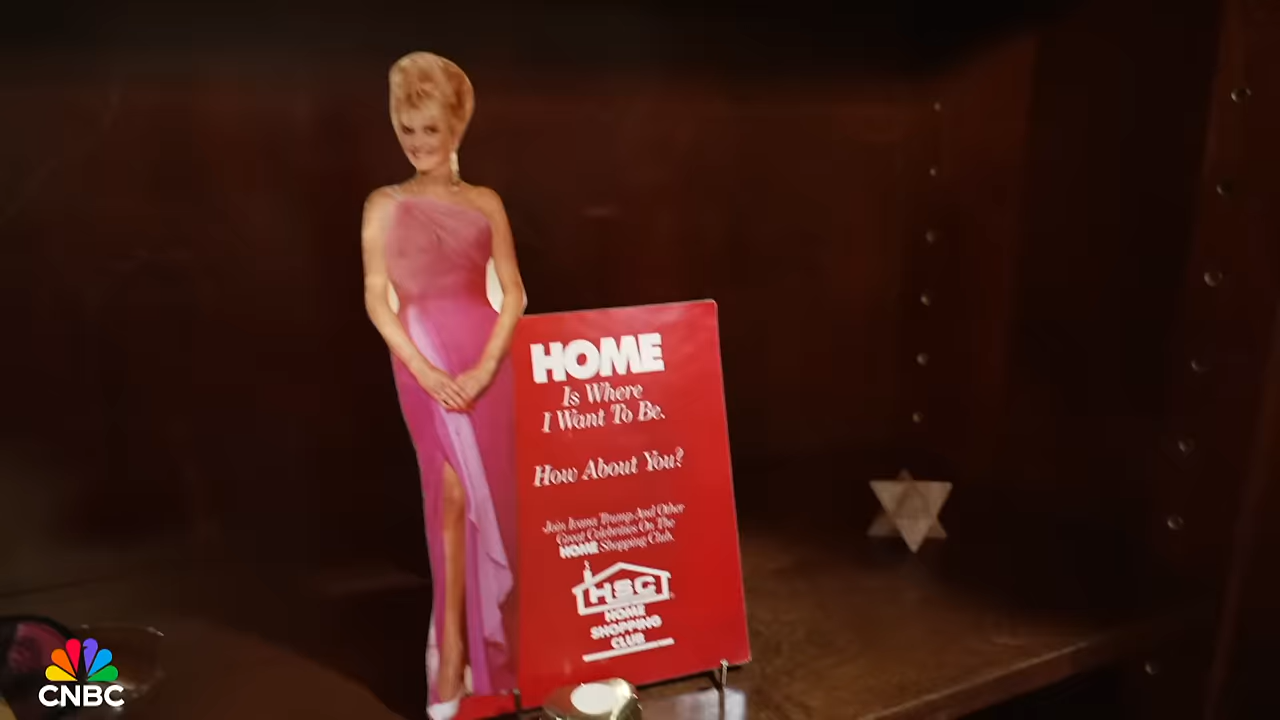 HOME
Is Where
I Want To Be.
How About You?
Join Ivana Trump And Other
Great Celebrities On The
HOME Shopping Club.
HSC
HOME
SHOPPING
CLUB
CNBC